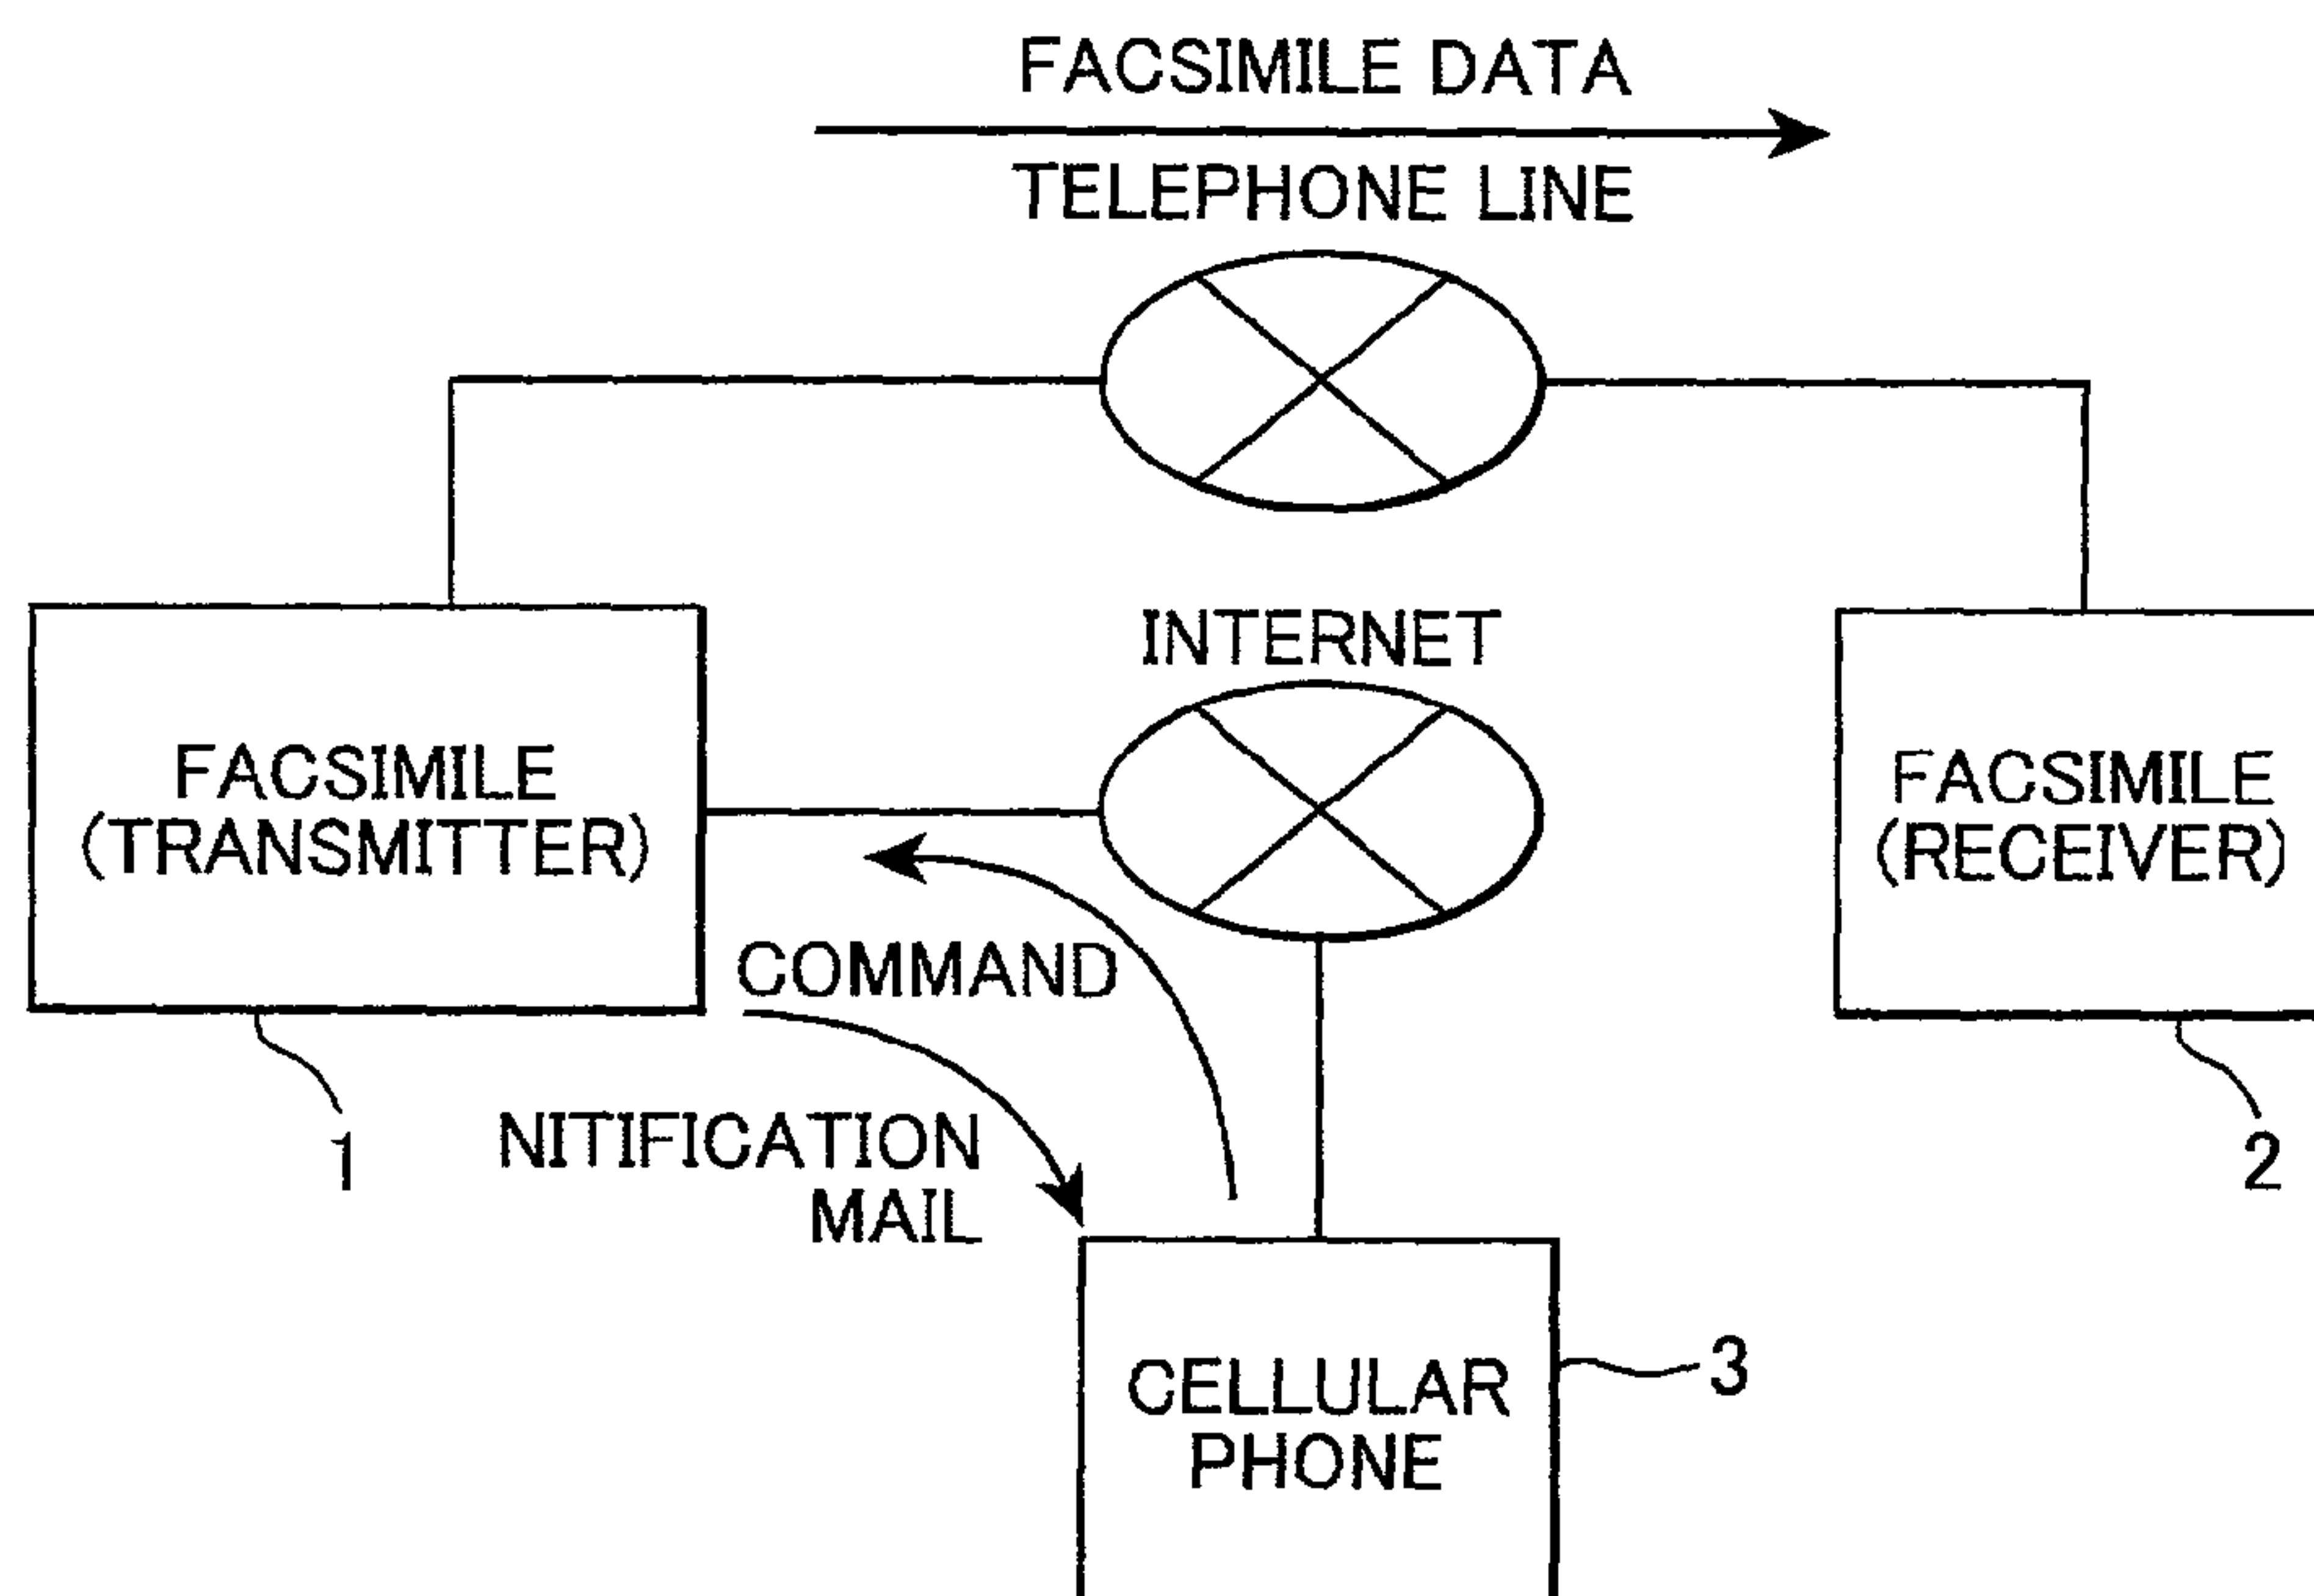 FACSIMILE DATA
TELEPHONE LINE
INTERNET
FACSIMILE
(TRANSMITTER)
FACSIMILE
(RECEIVER)
COMMAND
NITIFICATION
MAIL
1
2
CELLULAR
PHONE
3